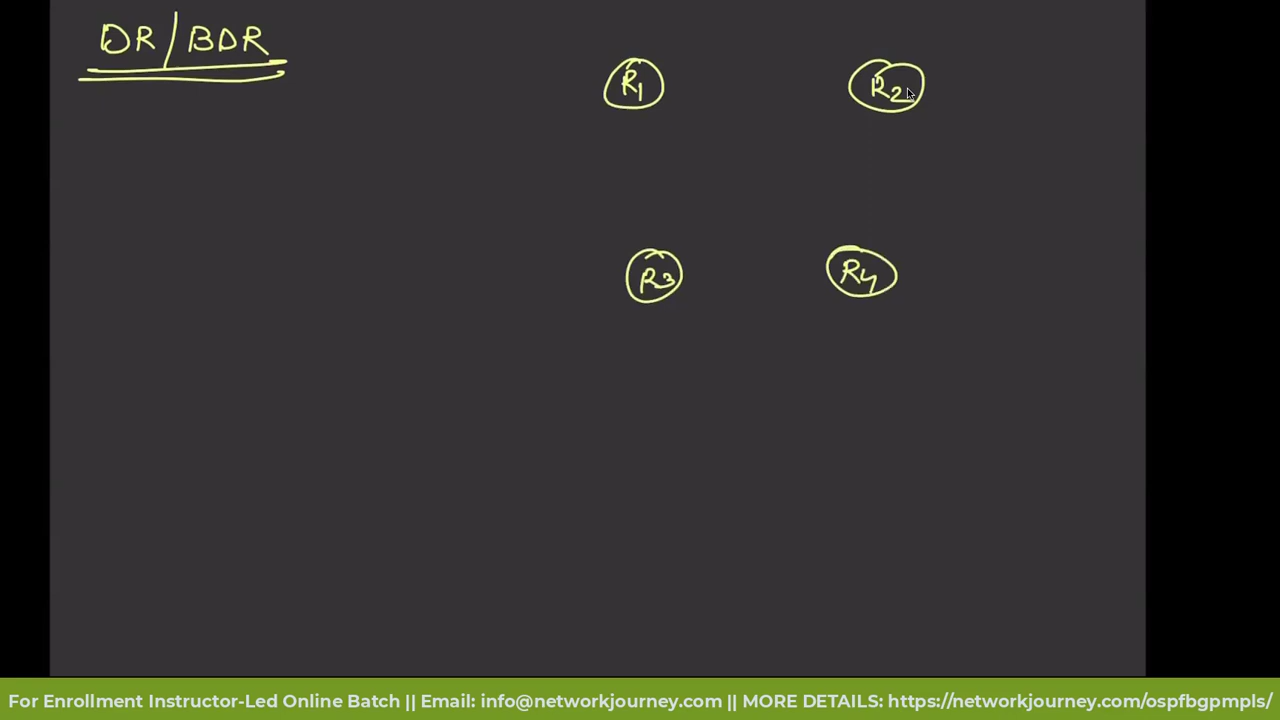 DR/BDR
R1
R2
R3
R4
For Enrollment Instructor-Led Online Batch || Email: info@networkjourney.com || MORE DETAILS: https://networkjourney.com/ospfbgpmpls/